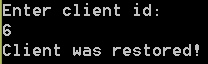 Enter client id:
6
Client was restored!